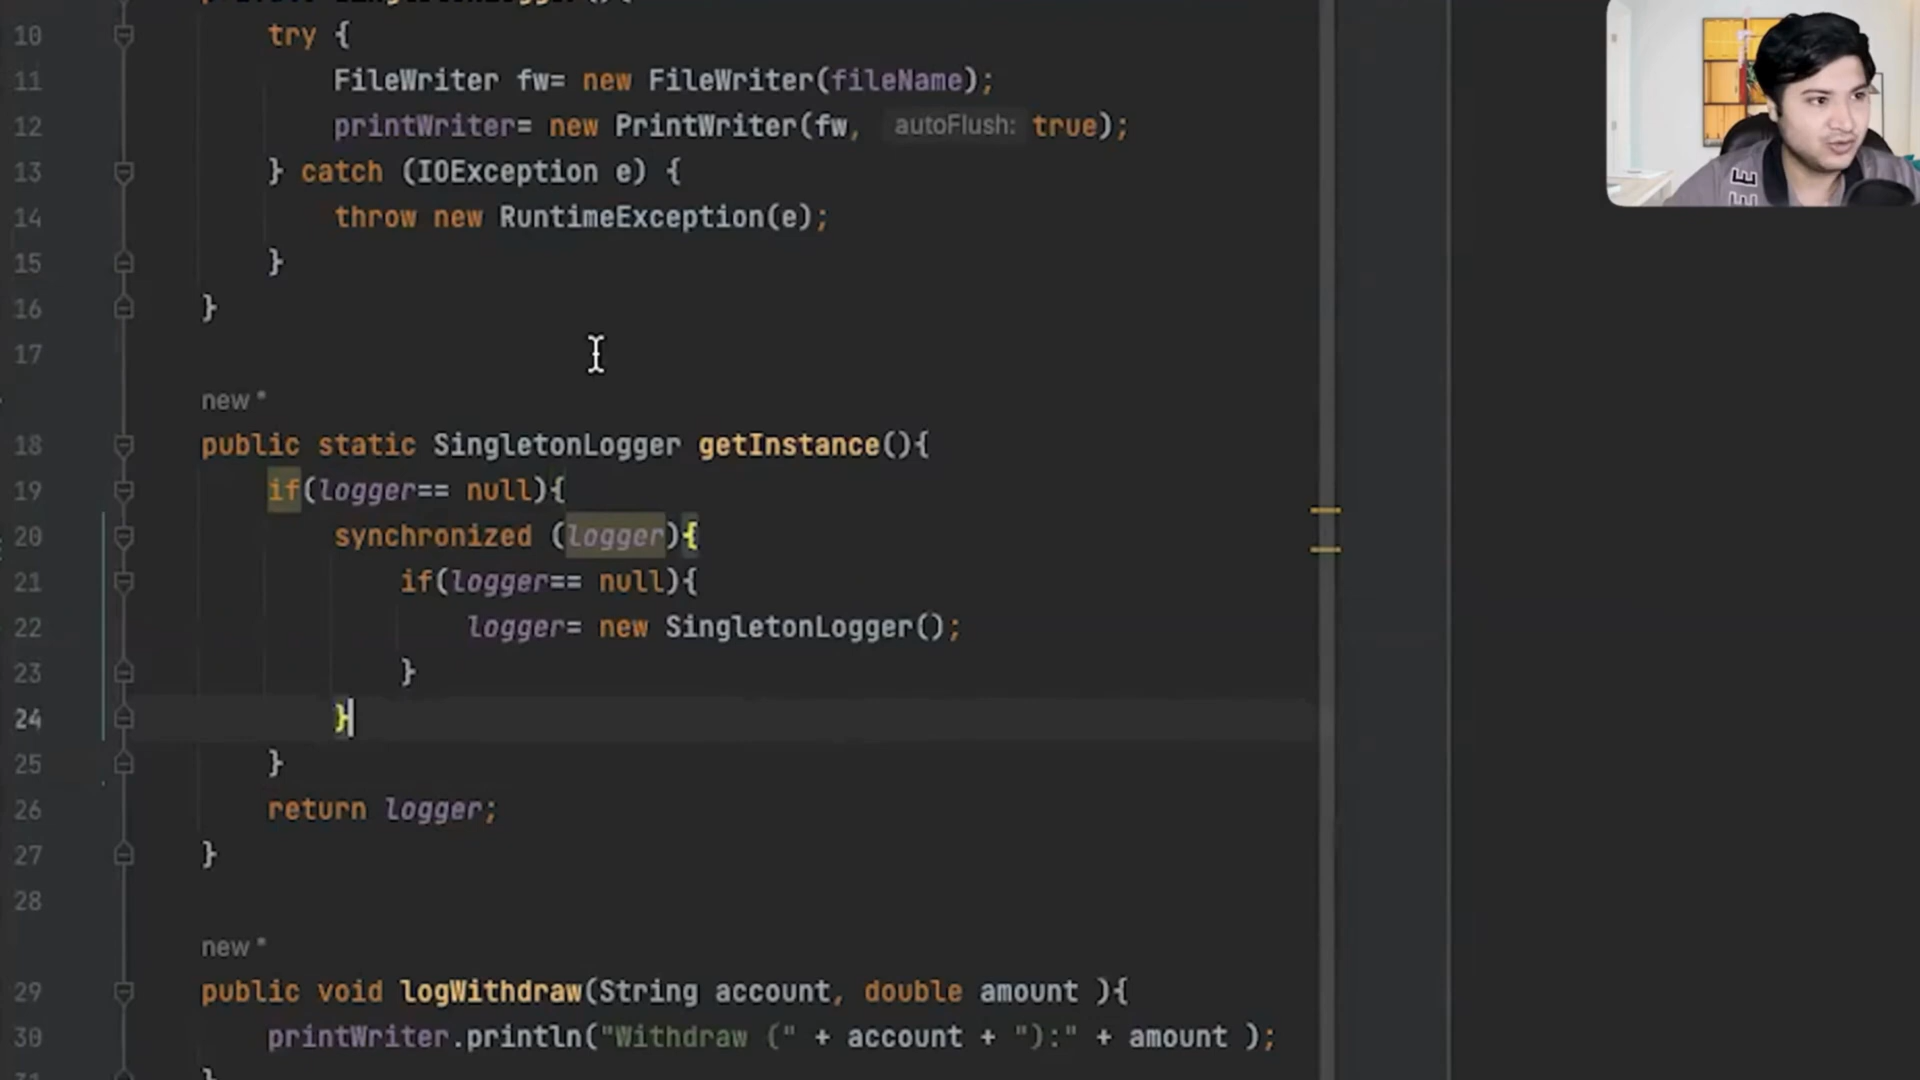 10 try {
11 FileWriter fw= new FileWriter(fileName);
12 printWriter= new PrintWriter(fw, autoFlush: true);
13 } catch (IOException e) {
14 throw new RuntimeException(e);
15 }
16 }
17
new *
18 public static SingletonLogger getInstance(){
19 if(logger== null){
20 synchronized (logger){
21 if(logger== null){
22 logger= new SingletonLogger();
23 }
24 }
25 }
26 return logger;
27 }
28
new *
29 public void logWithdraw(String account, double amount ){
30 printWriter.println("Withdraw (" + account + "):" + amount );
}